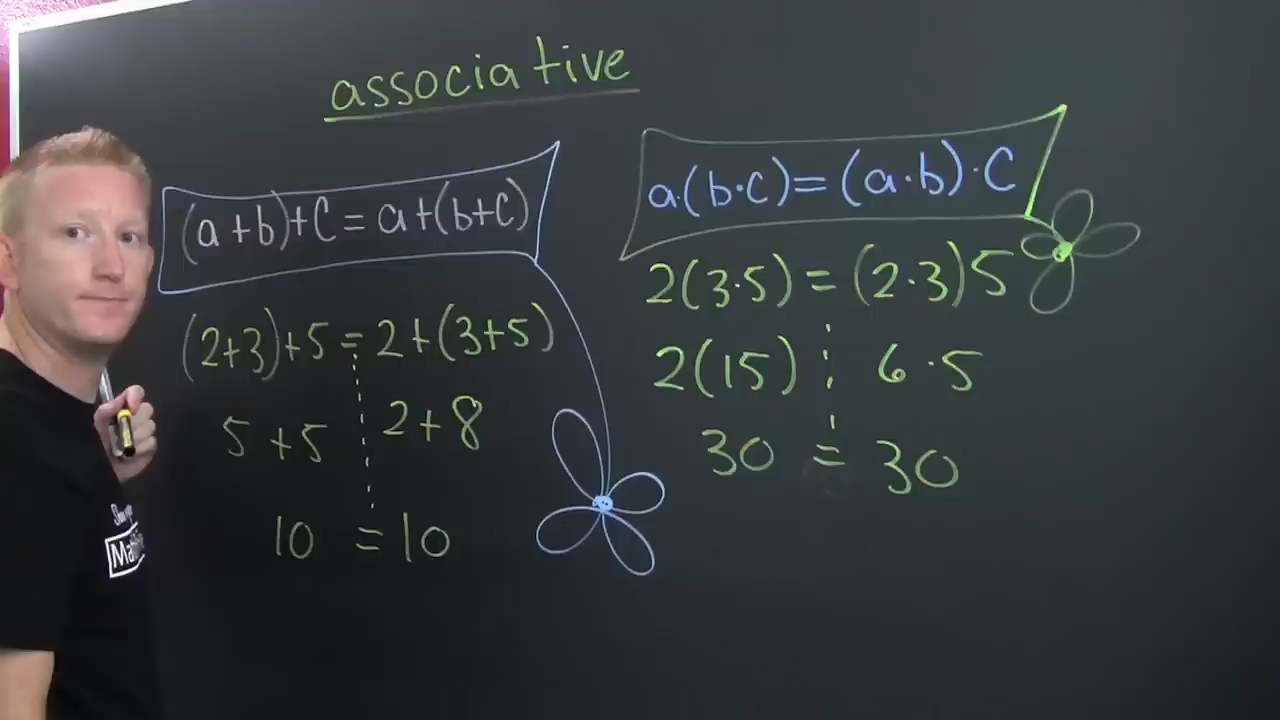 associative
(a+b)+c=a+(b+c)
(2+3)+5=2+(3+5)
5+5 2+8
10 = 10
a·(b·c)=(a·b)·c
2(3·5)=(2·3)5
2(15) 6·5
30 = 30